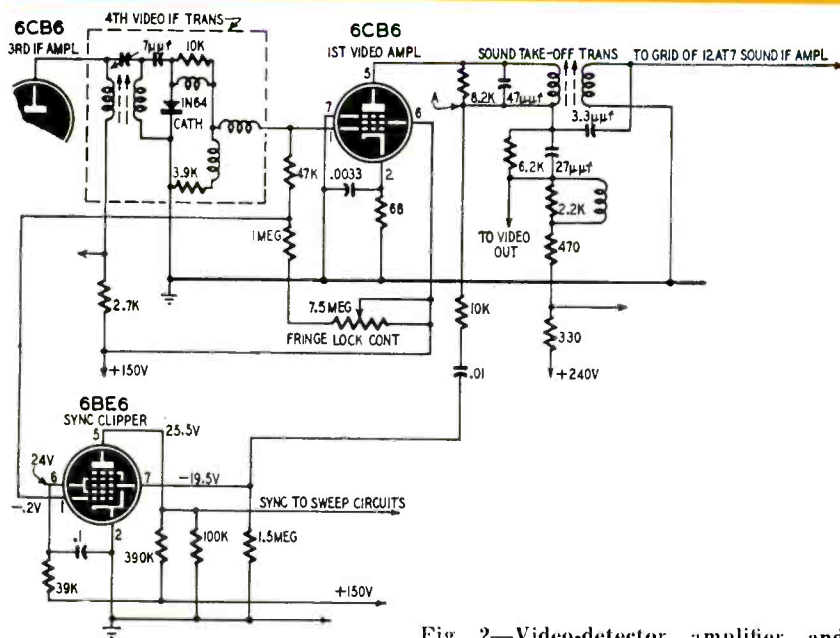 6CB6
3RD IF AMPL
4TH VIDEO IF TRANS
7μμf
10K
1N64
CATH
3.9K
6CB6
1ST VIDEO AMPL
5
7
1
6
2
47K
.0033
68
1MEG
2.7K
7.5 MEG
FRINGE LOCK CONT
+150V
SOUND TAKE-OFF TRANS
TO GRID OF 12AT7 SOUND IF AMPL
A
8.2K
47μμf
3.3μμf
6.2K
27μμf
2.2K
TO VIDEO OUT
470
10K
330
.01
+240V
6BE6
SYNC CLIPPER
5
25.5V
24V
6
7
-19.5V
-.2V
1
2
SYNC TO SWEEP CIRCUITS
.1
390K
100K
1.5MEG
39K
+150V
Fig. 2—Video-detector, amplifier and